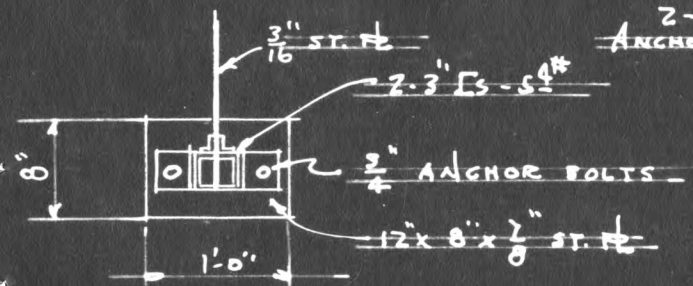 2-
ANCHO
3/16" ST. PL
2-3" [S-5.4#
8"
3/4" ANCHOR BOLTS
12" x 8" x 7/8" ST. PL
1'-0"